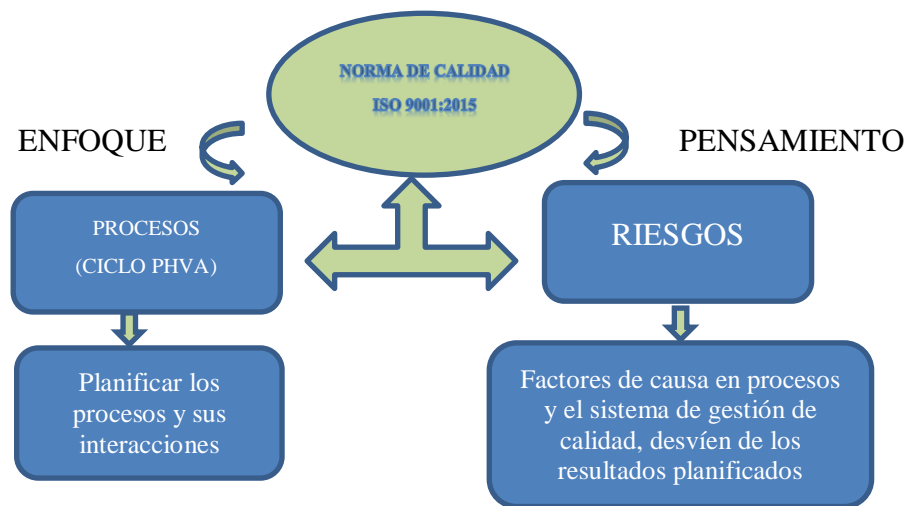 NORMA DE CALIDAD
ISO 9001:2015
ENFOQUE
PENSAMIENTO
PROCESOS
(CICLO PHVA)
RIESGOS
Planificar los
procesos y sus
interacciones
Factores de causa en procesos
y el sistema de gestión de
calidad, desvíen de los
resultados planificados